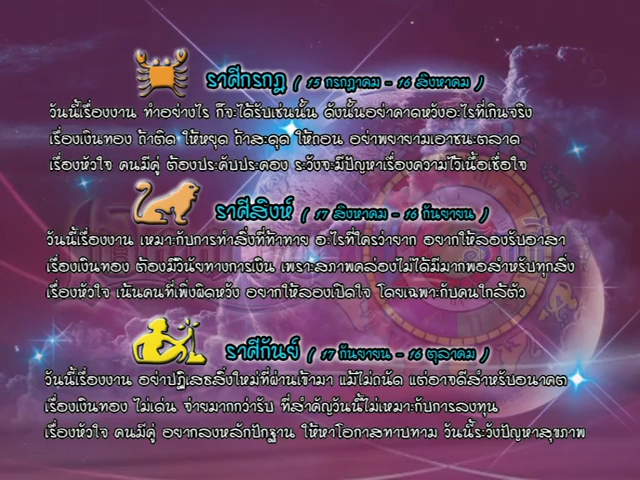 ราศีกรกฎ ( 15 กรกฎาคม - 16 สิงหาคม )
วันนี้เรื่องงาน ทำอย่างไร ก็จะได้รับเช่นนั้น ดังนั้นอย่าคาดหวังอะไรที่เกินจริง
เรื่องเงินทอง ถ้าติด ให้หยุด ถ้าสะดุด ให้ถอน อย่าพยายามเอาชนะตลาด
เรื่องหัวใจ คนมีคู่ ต้องประคับประคอง ระวังจะมีปัญหาเรื่องความไว้เนื้อเชื่อใจ
ราศีสิงห์ ( 17 สิงหาคม - 16 กันยายน )
วันนี้เรื่องงาน เหมาะกับการทำสิ่งที่ท้าทาย อะไรที่ใครว่ายาก อยากให้ลองรับอาสา
เรื่องเงินทอง ต้องมีวินัยทางการเงิน เพราะสภาพคล่องไม่ได้มีมากพอสำหรับทุกสิ่ง
เรื่องหัวใจ เน้นคนที่เพิ่งผิดหวัง อยากให้ลองเปิดใจ โดยเฉพาะกับคนใกล้ตัว
ราศีกันย์ ( 17 กันยายน - 16 ตุลาคม )
วันนี้เรื่องงาน อย่าปฏิเสธสิ่งใหม่ที่ผ่านเข้ามา แม้ไม่ถนัด แต่อาจดีสำหรับอนาคต
เรื่องเงินทอง ไม่เด่น จ่ายมากกว่ารับ ที่สำคัญวันนี้ไม่เหมาะกับการลงทุน
เรื่องหัวใจ คนมีคู่ อยากลงหลักปักฐาน ให้หาโอกาสทาบทาม วันนี้ระวังปัญหาสุขภาพ